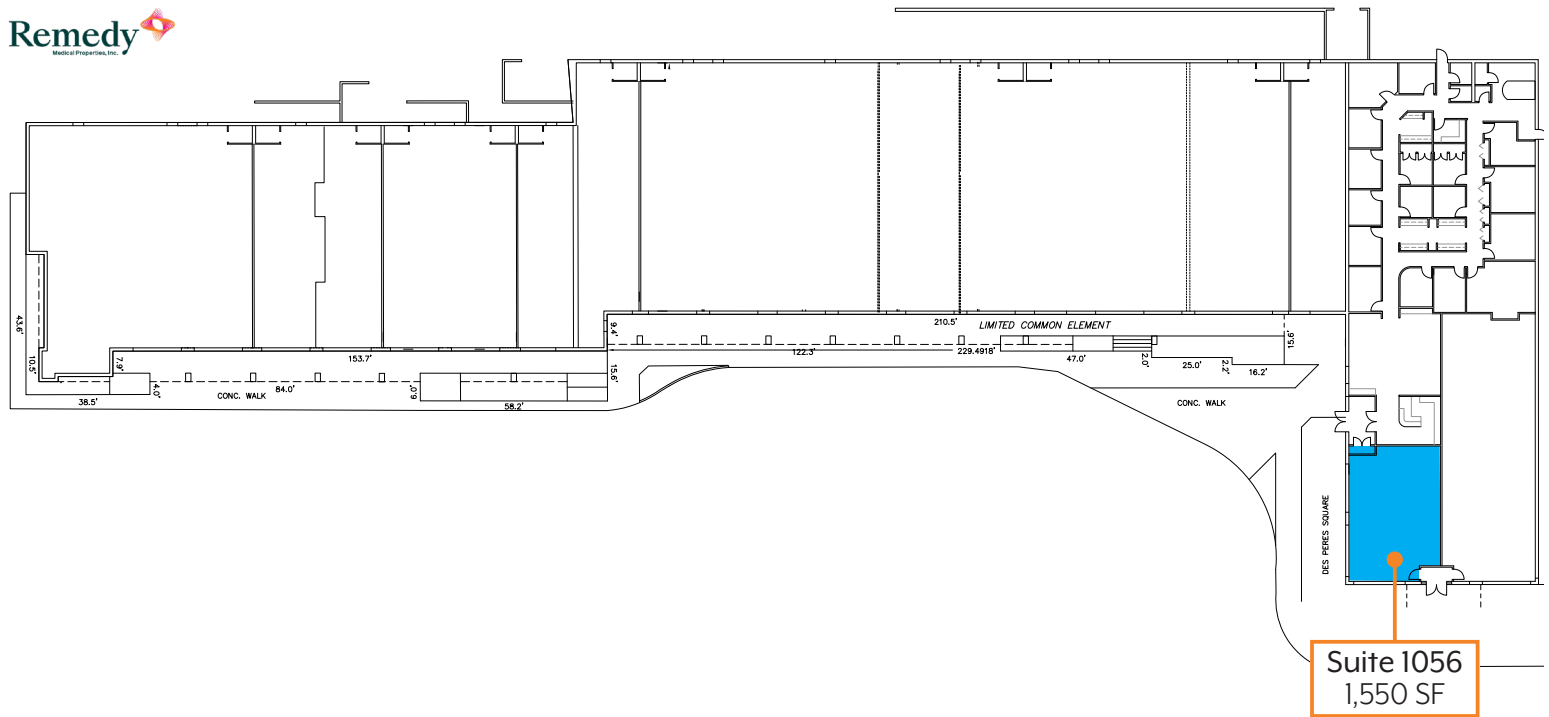 Remedy
Medical Properties, Inc.
43.6'
10.5'
7.9'
153.7'
4.0'
84.0'
6.0'
38.5'
CONC. WALK
58.2'
9.4'
15.6'
210.5'
LIMITED COMMON ELEMENT
122.3'
229.4918'
47.0'
2.0'
25.0'
2.2'
16.2'
15.6'
CONC. WALK
DES PERES SQUARE
Suite 1056
1,550 SF